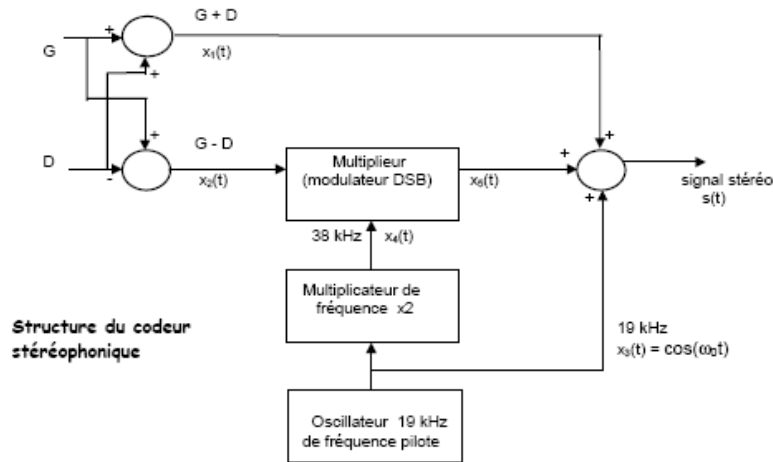 G + D
+
G
x₁(t)
+
+
G - D
+
D
-
x₂(t)
Multiplieur
(modulateur DSB)
x₅(t)
+
+
+
signal stéréo
s(t)
38 kHz
x₄(t)
Multiplicateur de
fréquence x2
Structure du codeur
stéréophonique
19 kHz
x₃(t) = cos(ω₀t)
Oscillateur 19 kHz
de fréquence pilote